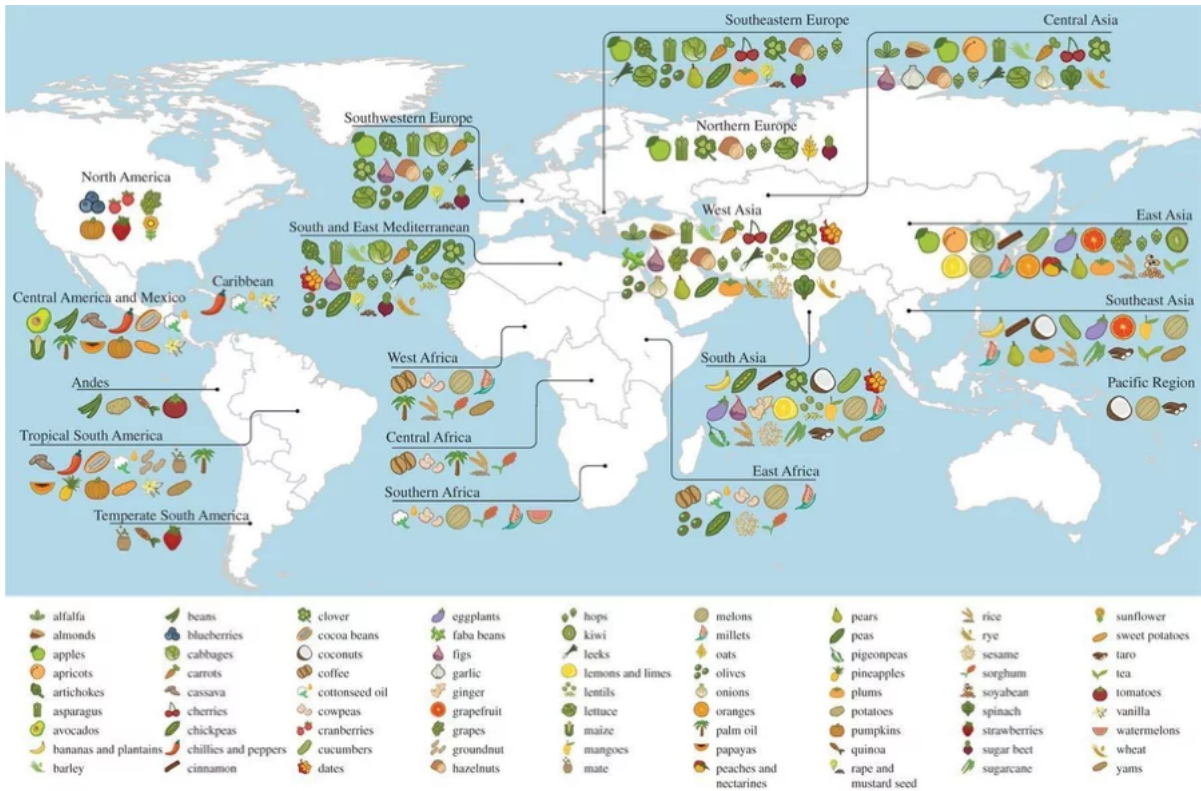 Southeastern Europe
Central Asia
Southwestern Europe
Northern Europe
North America
West Asia
East Asia
South and East Mediterranean
Caribbean
Central America and Mexico
Southeast Asia
West Africa
South Asia
Andes
Pacific Region
Tropical South America
Central Africa
East Africa
Southern Africa
Temperate South America
alfalfa
almonds
apples
apricots
artichokes
asparagus
avocados
bananas and plantains
barley
beans
blueberries
cabbages
carrots
cassava
cherries
chickpeas
chillies and peppers
cinnamon
clover
cocoa beans
coconuts
coffee
cottonseed oil
cowpeas
cranberries
cucumbers
dates
eggplants
faba beans
figs
garlic
ginger
grapefruit
grapes
groundnut
hazelnuts
hops
kiwi
leeks
lemons and limes
lentils
lettuce
maize
mangoes
mate
melons
millets
oats
olives
onions
oranges
palm oil
papayas
peaches and
nectarines
pears
peas
pigeonpeas
pineapples
plums
potatoes
pumpkins
quinoa
rape and
mustard seed
rice
rye
sesame
sorghum
soyabean
spinach
strawberries
sugar beet
sugarcane
sunflower
sweet potatoes
taro
tea
tomatoes
vanilla
watermelons
wheat
yams